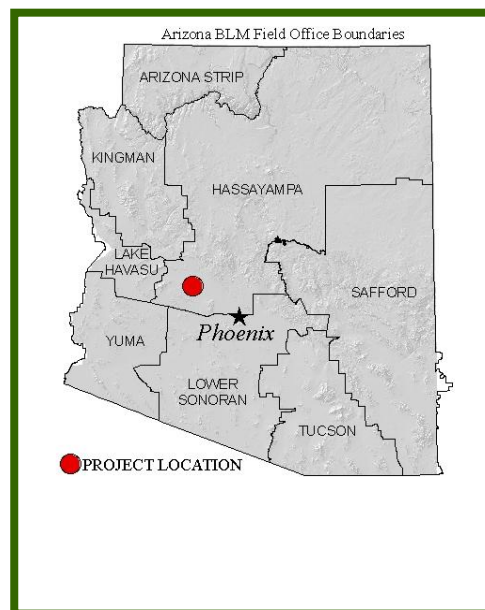 Arizona BLM Field Office Boundaries
ARIZONA STRIP
KINGMAN
HASSAYAMPA
LAKE
HAVASU
SAFFORD
Phoenix
YUMA
LOWER
SONORAN
TUCSON
PROJECT LOCATION